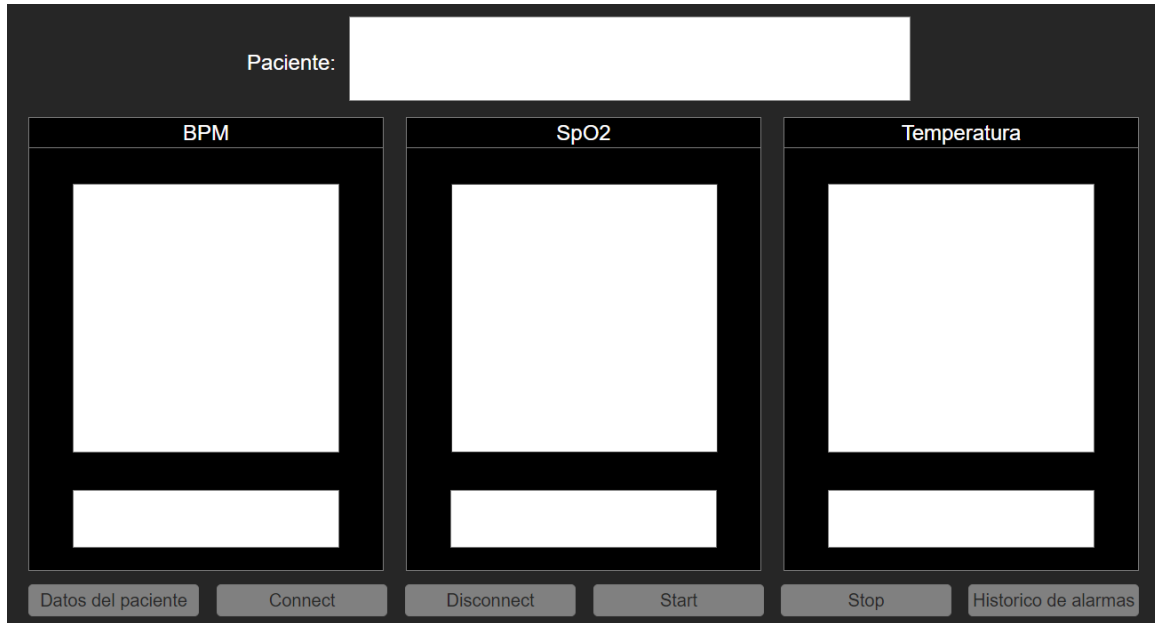 Paciente:
BPM
SpO2
Temperatura
Datos del paciente
Connect
Disconnect
Start
Stop
Historico de alarmas